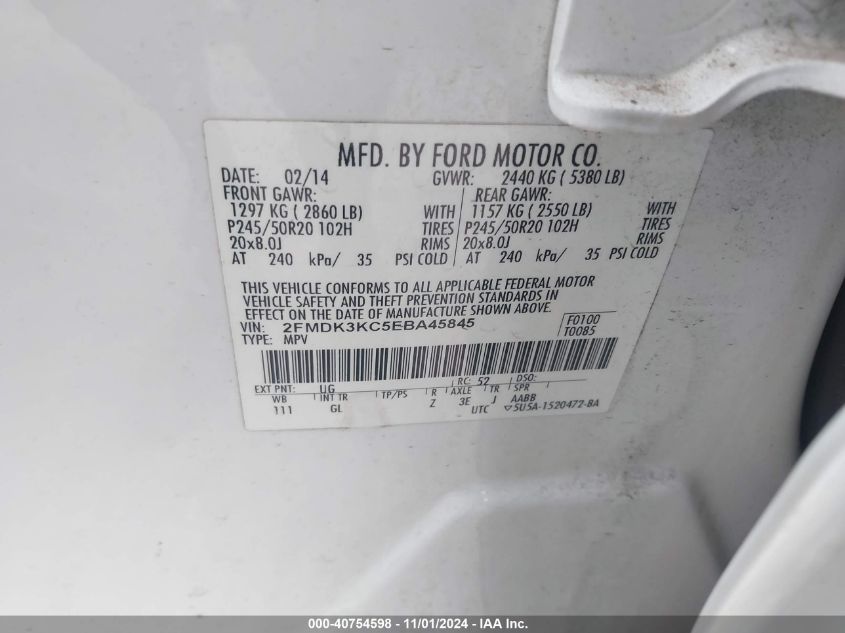 MFD. BY FORD MOTOR CO.
DATE: 02/14 GVWR: 2440 KG ( 5380 LB)
FRONT GAWR: REAR GAWR:
1297 KG ( 2860 LB) WITH 1157 KG ( 2550 LB) WITH
P245/50R20 102H TIRES P245/50R20 102H TIRES
20x8.0J RIMS 20x8.0J RIMS
AT 240 kPa/ 35 PSI COLD AT 240 kPa/ 35 PSI COLD
THIS VEHICLE CONFORMS TO ALL APPLICABLE FEDERAL MOTOR
VEHICLE SAFETY AND THEFT PREVENTION STANDARDS IN
EFFECT ON THE DATE OF MANUFACTURE SHOWN ABOVE.
VIN: 2FMDK3KC5EBA45845 F0100
TYPE: MPV T0085
EXT PNT: UG RC: 52 DSO:
WB INT TR TP/PS R AXLE TR SPR
111 GL Z 3E J AABB
UTC ▽5U5A-1520472-BA
000-40754598 - 11/01/2024 - IAA Inc.